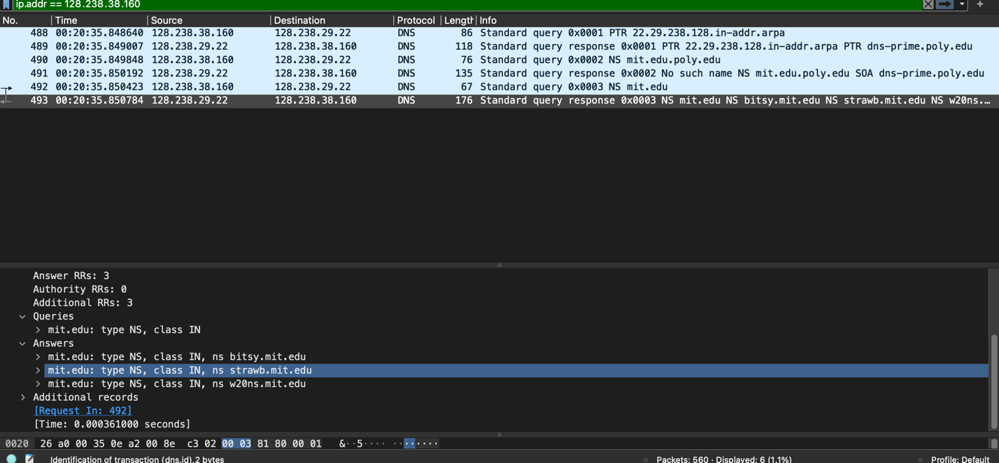 ip.addr == 128.238.38.160
No. Time Source Destination Protocol Length Info
488 00:20:35.848640 128.238.38.160 128.238.29.22 DNS 86 Standard query 0x0001 PTR 22.29.238.128.in-addr.arpa
489 00:20:35.849007 128.238.29.22 128.238.38.160 DNS 118 Standard query response 0x0001 PTR 22.29.238.128.in-addr.arpa PTR dns-prime.poly.edu
490 00:20:35.849848 128.238.38.160 128.238.29.22 DNS 76 Standard query 0x0002 NS mit.edu.poly.edu
491 00:20:35.850192 128.238.29.22 128.238.38.160 DNS 135 Standard query response 0x0002 No such name NS mit.edu.poly.edu SOA dns-prime.poly.edu
492 00:20:35.850423 128.238.38.160 128.238.29.22 DNS 67 Standard query 0x0003 NS mit.edu
493 00:20:35.850784 128.238.29.22 128.238.38.160 DNS 176 Standard query response 0x0003 NS mit.edu NS bitsy.mit.edu NS strawb.mit.edu NS w20ns.…
Answer RRs: 3
Authority RRs: 0
Additional RRs: 3
Queries
mit.edu: type NS, class IN
Answers
mit.edu: type NS, class IN, ns bitsy.mit.edu
mit.edu: type NS, class IN, ns strawb.mit.edu
mit.edu: type NS, class IN, ns w20ns.mit.edu
Additional records
[Request In: 492]
[Time: 0.000361000 seconds]
0020 26 a0 00 35 0e a2 00 8e c3 02 00 03 81 80 00 01 &··5···· ········
Identification of transaction (dns.id), 2 bytes Packets: 560 · Displayed: 6 (1.1%) Profile: Default